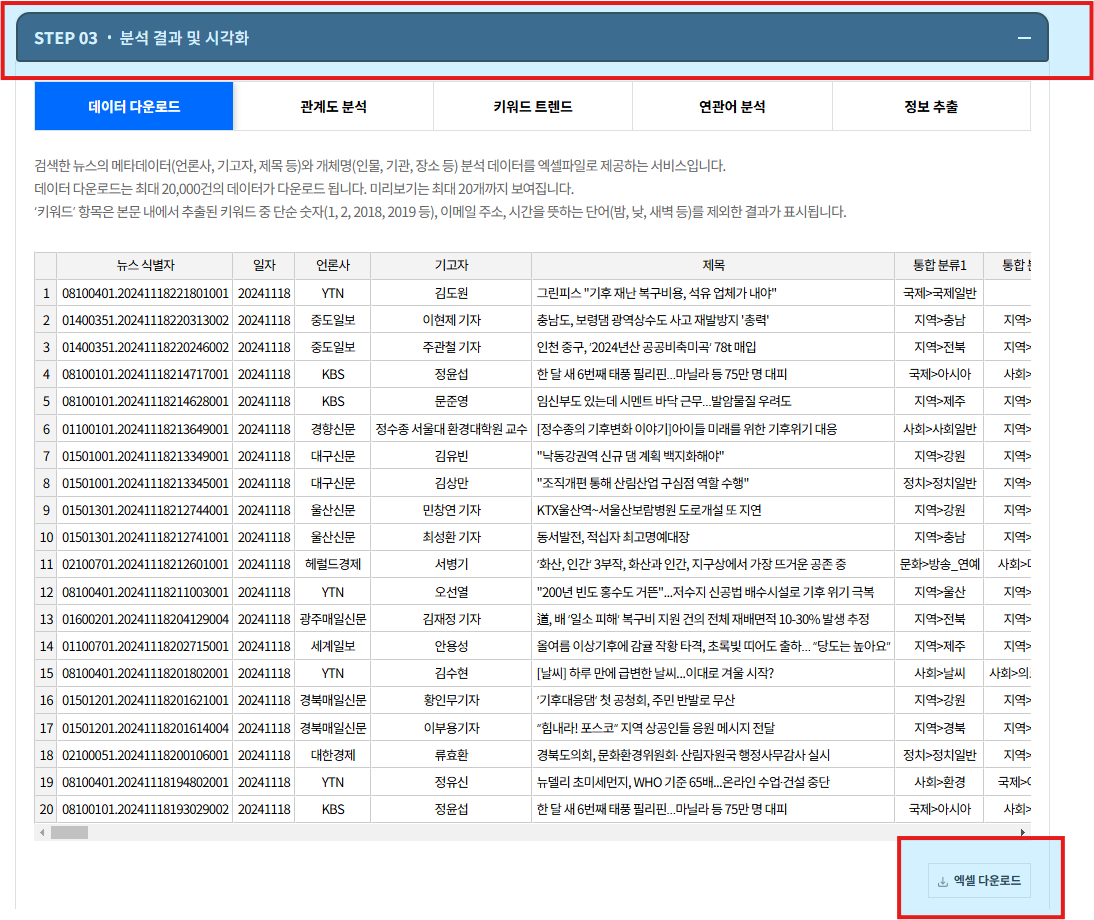 STEP 03 · 분석 결과 및 시각화
데이터 다운로드 관계도 분석 키워드 트렌드 연관어 분석 정보 추출
검색한 뉴스의 메타데이터(언론사, 기고자, 제목 등)와 개체명(인물, 기관, 장소 등) 분석 데이터를 엑셀파일로 제공하는 서비스입니다.
데이터 다운로드는 최대 20,000건의 데이터가 다운로드 됩니다. 미리보기는 최대 20개까지 보여집니다.
‘키워드’ 항목은 본문 내에서 추출된 키워드 중 단순 숫자(1, 2, 2018, 2019 등), 이메일 주소, 시간을 뜻하는 단어(밤, 낮, 새벽 등)를 제외한 결과가 표시됩니다.
뉴스 식별자 일자 언론사 기고자 제목 통합 분류1 통합
1 08100401.20241118221801001 20241118 YTN 김도원 그린피스 "기후 재난 복구비용, 석유 업체가 내야" 국제>국제일반
2 01400351.20241118220313002 20241118 중도일보 이현제 기자 충남도, 보령댐 광역상수도 사고 재발방지 '총력' 지역>충남 지역>
3 01400351.20241118220246002 20241118 중도일보 주관철 기자 인천 중구, ‘2024년산 공공비축미곡’ 78t 매입 지역>전북 지역>
4 08100101.20241118214717001 20241118 KBS 정윤섭 한 달 새 6번째 태풍 필리핀…마닐라 등 75만 명 대피 국제>아시아 사회>
5 08100101.20241118214628001 20241118 KBS 문준영 임신부도 있는데 시멘트 바닥 근무…발암물질 우려도 지역>제주 지역>
6 01100101.20241118213649001 20241118 경향신문 정수종 서울대 환경대학원 교수 [정수종의 기후변화 이야기]아이들 미래를 위한 기후위기 대응 사회>사회일반 지역>
7 01501001.20241118213349001 20241118 대구신문 김유빈 "낙동강권역 신규 댐 계획 백지화해야" 지역>강원 지역>
8 01501001.20241118213345001 20241118 대구신문 김상만 "조직개편 통해 산림산업 구심점 역할 수행" 정치>정치일반 지역>
9 01501301.20241118212744001 20241118 울산신문 민창연 기자 KTX울산역~서울산보람병원 도로개설 또 지연 지역>강원 지역>
10 01501301.20241118212741001 20241118 울산신문 최성환 기자 동서발전, 적십자 최고명예대장 지역>충남 지역>
11 02100701.20241118212601001 20241118 헤럴드경제 서병기 ‘화산, 인간’ 3부작, 화산과 인간, 지구상에서 가장 뜨거운 공존 중 문화>방송_연예 사회>
12 08100401.20241118211003001 20241118 YTN 오선열 "200년 빈도 홍수도 거뜬"...저수지 신공법 배수시설로 기후 위기 극복 지역>울산 지역>
13 01600201.20241118204129004 20241118 광주매일신문 김재정 기자 道, 배 ‘일소 피해’ 복구비 지원 건의 전체 재배면적 10-30% 발생 추정 지역>전북 지역>
14 01100701.20241118202715001 20241118 세계일보 안용성 올여름 이상기후에 감귤 작황 타격, 초록빛 띠어도 출하… “당도는 높아요” 지역>제주 지역>
15 08100401.20241118201802001 20241118 YTN 김수현 [날씨] 하루 만에 급변한 날씨...이대로 겨울 시작? 사회>날씨 사회>의
16 01501201.20241118201621001 20241118 경북매일신문 황인무기자 ‘기후대응댐’ 첫 공청회, 주민 반발로 무산 지역>강원 지역>
17 01501201.20241118201614004 20241118 경북매일신문 이부용기자 “힘내라! 포스코” 지역 상공인들 응원 메시지 전달 지역>경북 지역>
18 02100051.20241118200106001 20241118 대한경제 류효환 경북도의회, 문화환경위원회·산림자원국 행정사무감사 실시 정치>정치일반 지역>
19 08100401.20241118194802001 20241118 YTN 정유신 뉴델리 초미세먼지, WHO 기준 65배...온라인 수업·건설 중단 사회>환경 국제>
20 08100101.20241118193029002 20241118 KBS 정윤섭 한 달 새 6번째 태풍 필리핀…마닐라 등 75만 명 대피 국제>아시아 사회>
엑셀 다운로드